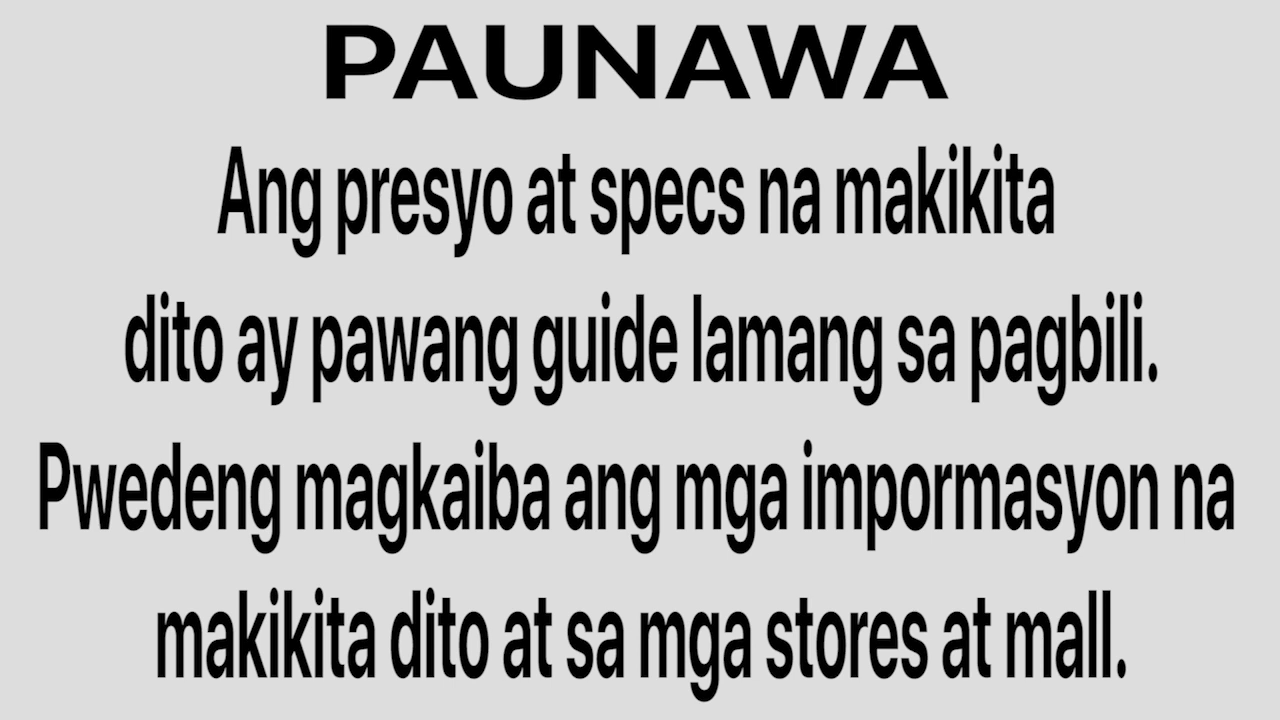 PAUNAWA
Ang presyo at specs na makikita
dito ay pawang guide lamang sa pagbili.
Pwedeng magkaiba ang mga impormasyon na
makikita dito at sa mga stores at mall.